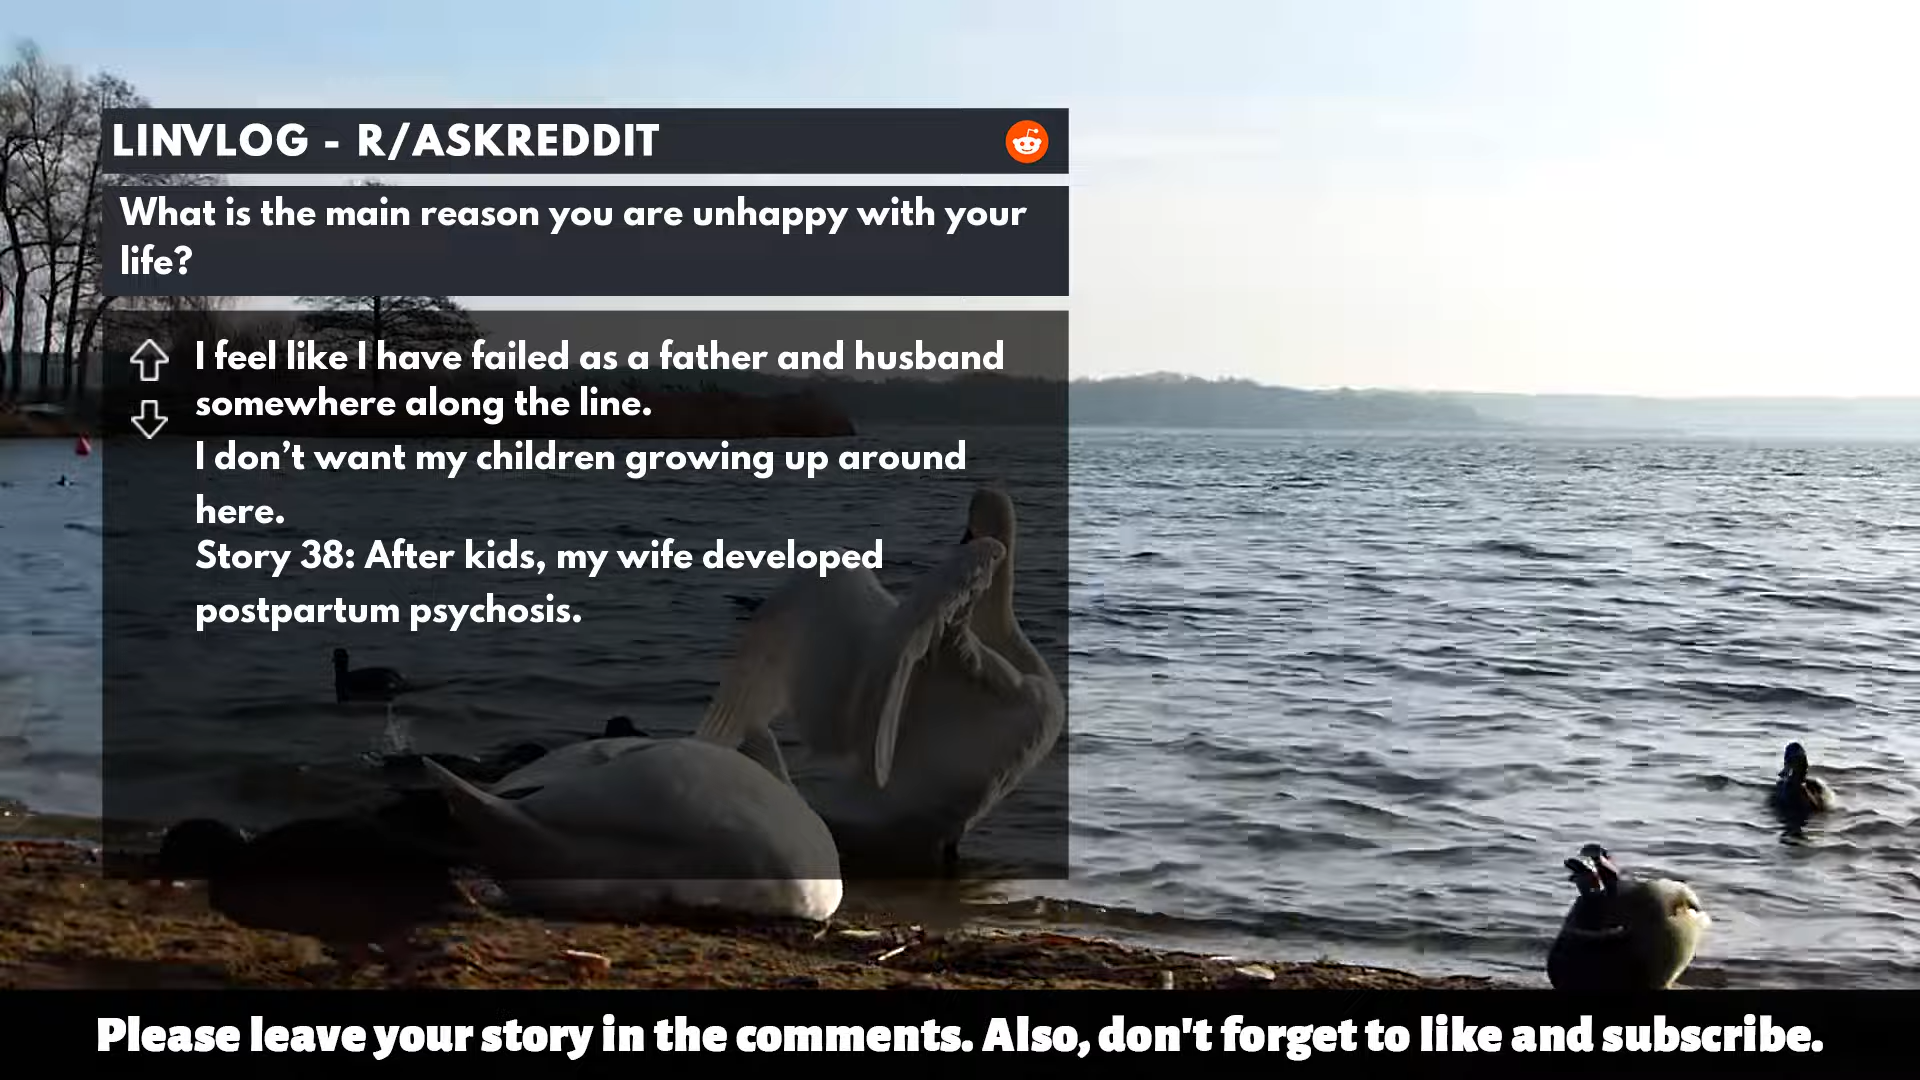 LINVLOG - R/ASKREDDIT
What is the main reason you are unhappy with your
life?
I feel like I have failed as a father and husband
somewhere along the line.
I don’t want my children growing up around
here.
Story 38: After kids, my wife developed
postpartum psychosis.
Please leave your story in the comments. Also, don't forget to like and subscribe.